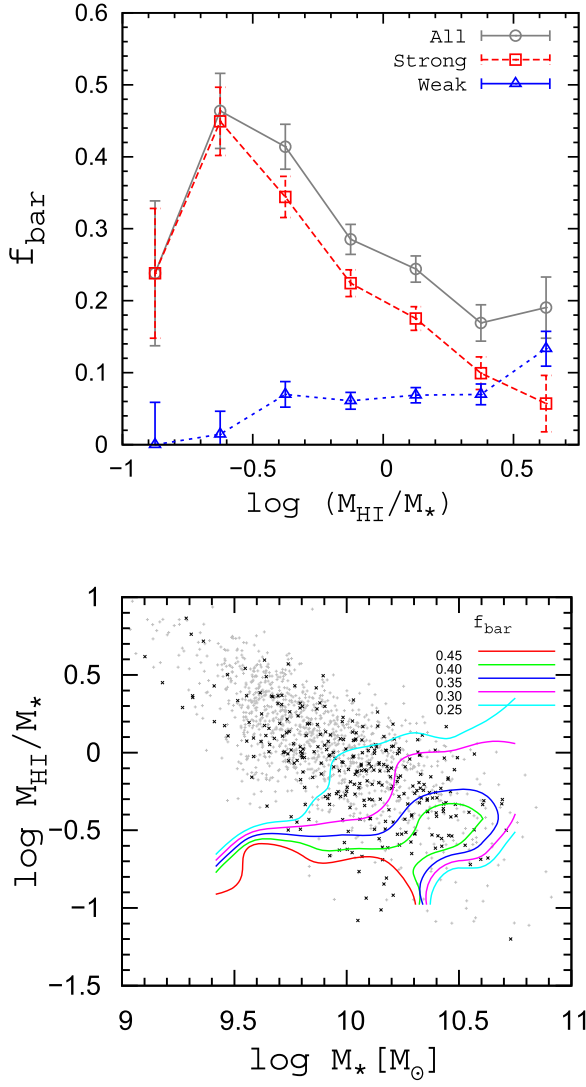 0.6
0.5
0.4
0.3
0.2
0.1
0
f_bar
All
Strong
Weak
−1 −0.5 0 0.5
log (M_HI/M_*)
1
0.5
0
−0.5
−1
−1.5
log M_HI/M_*
f_bar
0.45
0.40
0.35
0.30
0.25
9 9.5 10 10.5 11
log M_*[M_⊙]